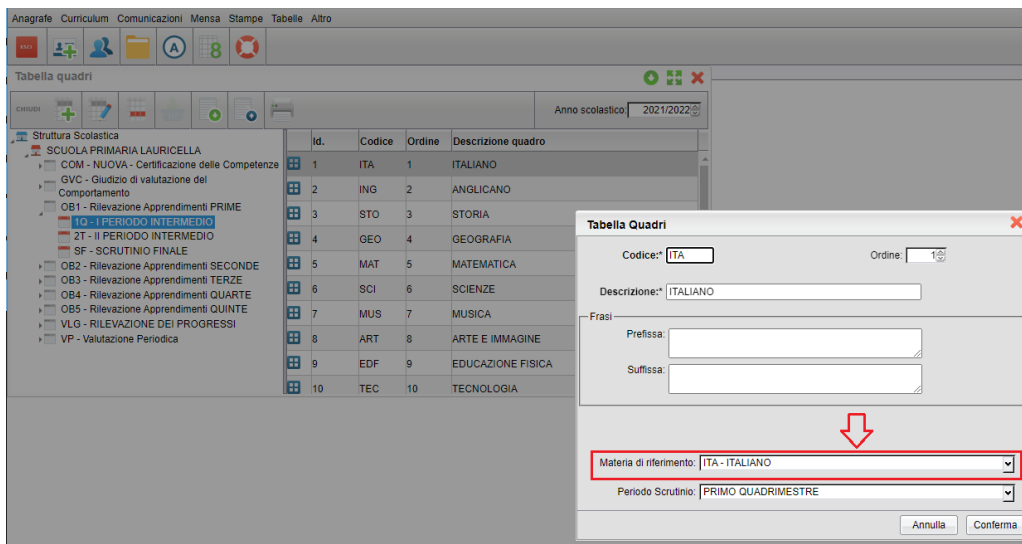 Anagrafe Curriculum Comunicazioni Mensa Stampe Tabelle Altro
ESCI
A
8
Tabella quadri
CHIUDI
Anno scolastico: 2021/2022
Struttura Scolastica
SCUOLA PRIMARIA LAURICELLA
COM - NUOVA - Certificazione delle Competenze
GVC - Giudizio di valutazione del
Comportamento
OB1 - Rilevazione Apprendimenti PRIME
1Q - I PERIODO INTERMEDIO
2T - II PERIODO INTERMEDIO
SF - SCRUTINIO FINALE
OB2 - Rilevazione Apprendimenti SECONDE
OB3 - Rilevazione Apprendimenti TERZE
OB4 - Rilevazione Apprendimenti QUARTE
OB5 - Rilevazione Apprendimenti QUINTE
VLG - RILEVAZIONE DEI PROGRESSI
VP - Valutazione Periodica
Id. Codice Ordine Descrizione quadro
1 ITA 1 ITALIANO
2 ING 2 ANGLICANO
3 STO 3 STORIA
4 GEO 4 GEOGRAFIA
5 MAT 5 MATEMATICA
6 SCI 6 SCIENZE
7 MUS 7 MUSICA
8 ART 8 ARTE E IMMAGINE
9 EDF 9 EDUCAZIONE FISICA
10 TEC 10 TECNOLOGIA
Tabella Quadri
Codice:* ITA Ordine: 1
Descrizione:* ITALIANO
Frasi
Prefissa:
Suffissa:
Materia di riferimento: ITA - ITALIANO
Periodo Scrutinio: PRIMO QUADRIMESTRE
Annulla Conferma